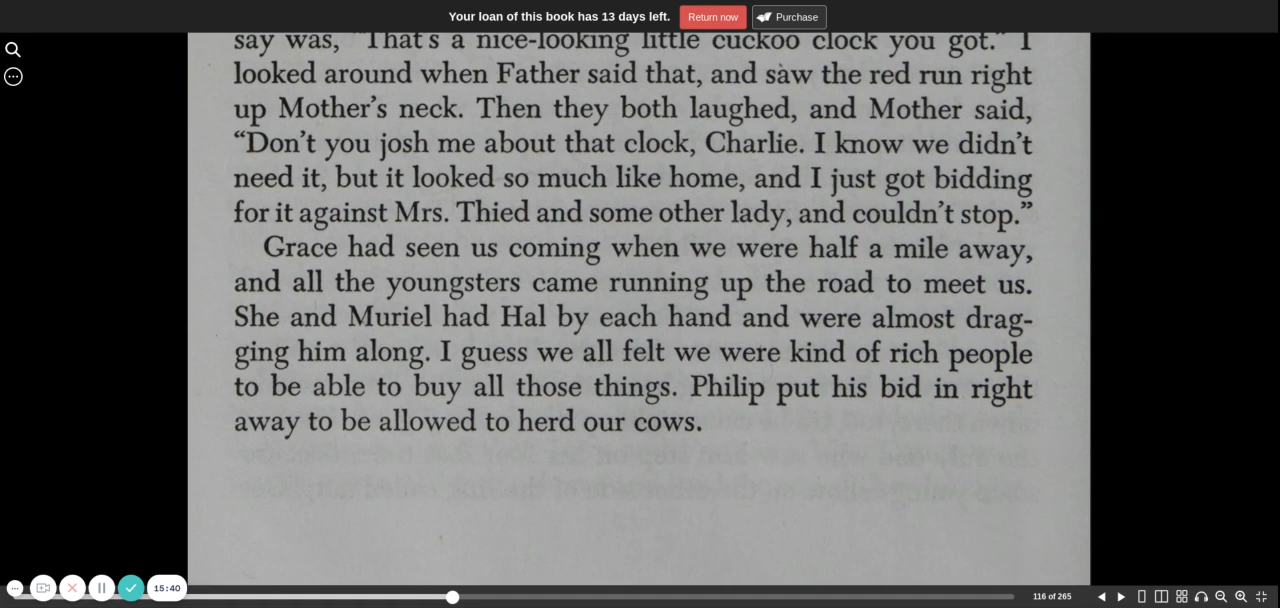 Your loan of this book has 13 days left. Return now Purchase
say was, "That's a nice-looking little cuckoo clock you got." I
looked around when Father said that, and saw the red run right
up Mother's neck. Then they both laughed, and Mother said,
"Don't you josh me about that clock, Charlie. I know we didn't
need it, but it looked so much like home, and I just got bidding
for it against Mrs. Thied and some other lady, and couldn't stop."
Grace had seen us coming when we were half a mile away,
and all the youngsters came running up the road to meet us.
She and Muriel had Hal by each hand and were almost drag-
ging him along. I guess we all felt we were kind of rich people
to be able to buy all those things. Philip put his bid in right
away to be allowed to herd our cows.
15:40
116 of 265